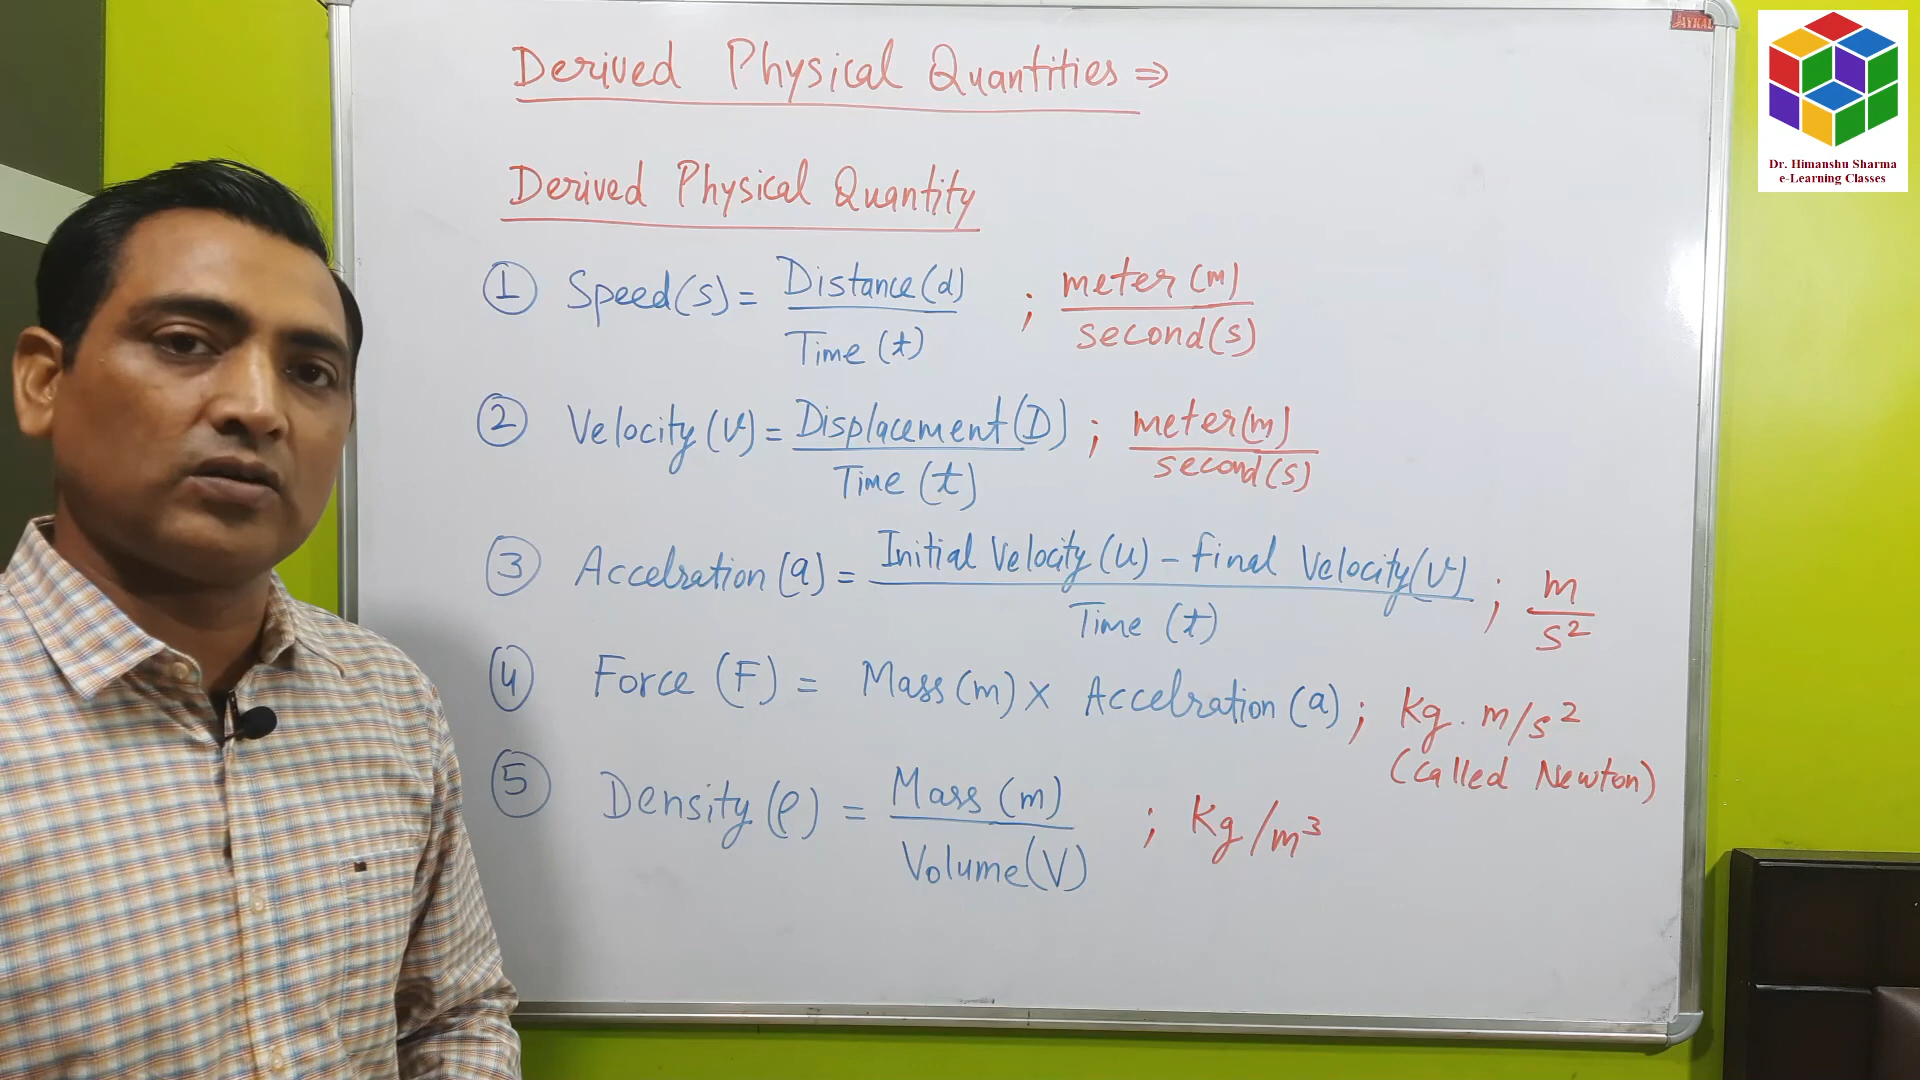 Derived Physical Quantities ⇒
Derived Physical Quantity
① Speed(s) = Distance(d) / Time (t) ; meter (m) / second(s)
② Velocity (v) = Displacement (D) / Time (t) ; meter(m) / second(s)
③ Accelration (a) = Initial Velocity (u) - Final Velocity(v) / Time (t) ; m / s²
④ Force (F) = Mass (m) × Accelration (a) ; Kg . m/s²
(Called Newton)
⑤ Density (ρ) = Mass (m) / Volume (V) ; Kg/m³
JAYKAL
Dr. Himanshu Sharma
e-Learning Classes